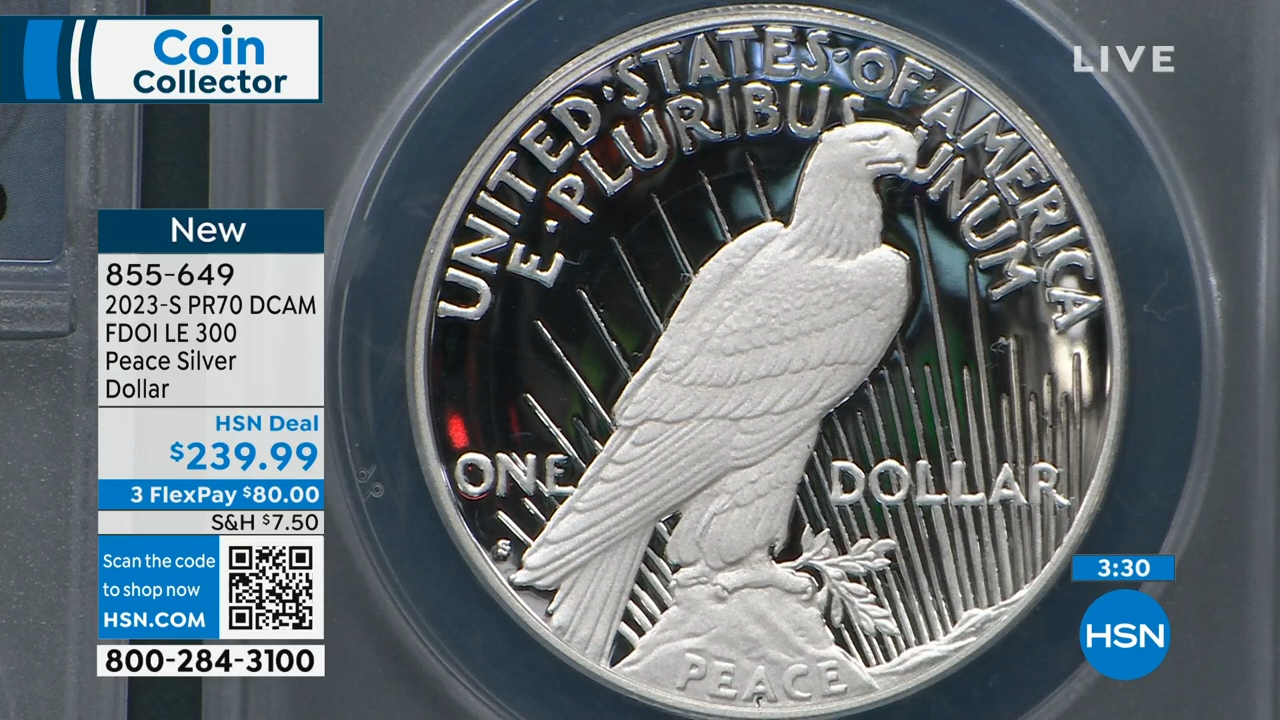 Coin
Collector
LIVE
New
855-649
2023-S PR70 DCAM
FDOI LE 300
Peace Silver
Dollar
HSN Deal
$239.99
3 FlexPay $80.00
S&H $7.50
Scan the code
to shop now
HSN.COM
800-284-3100
UNITED·STATES·OF·AMERICA
E·PLURIBUS UNUM
ONE DOLLAR
S
PEACE
3:30
HSN